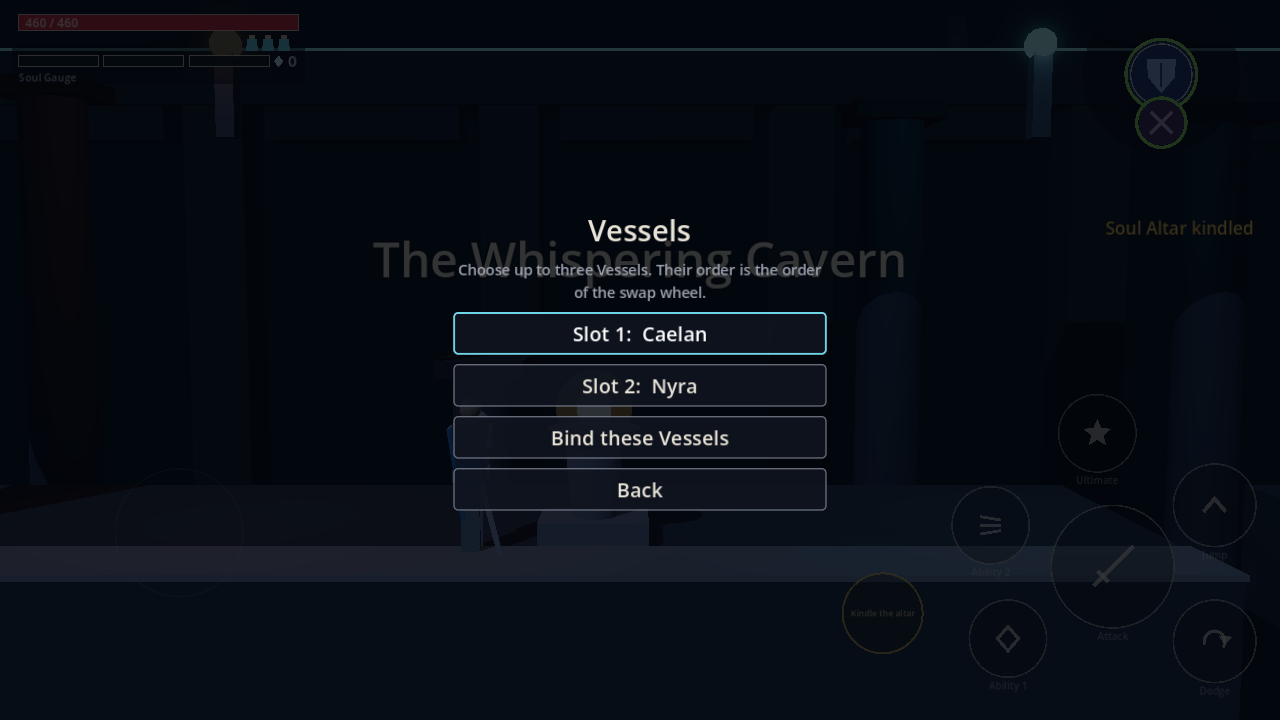 460 / 460
0
Soul Gauge
Soul Altar kindled
The Whispering Cavern
Vessels
Choose up to three Vessels. Their order is the order
of the swap wheel.
Slot 1: Caelan
Slot 2: Nyra
Bind these Vessels
Back
Ultimate
Jump
Ability 2
Kindle the altar
Attack
Ability 1
Dodge